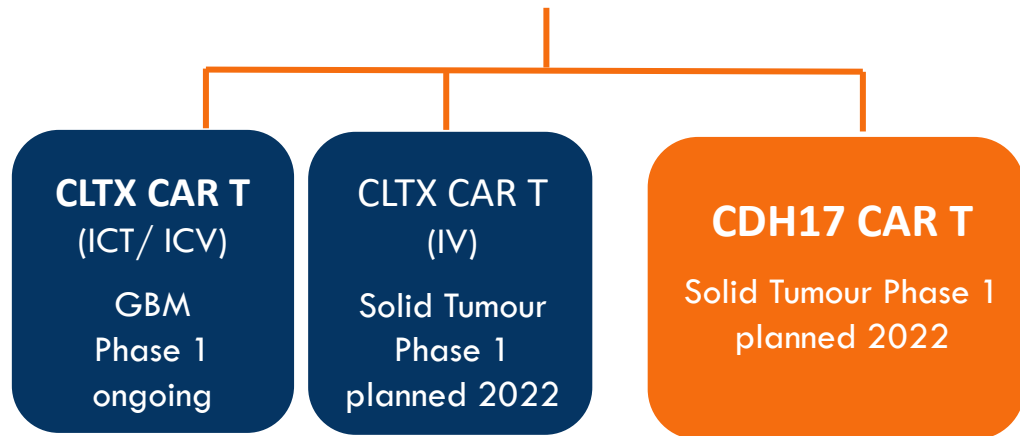 CLTX CAR T
(ICT/ ICV)
GBM
Phase 1
ongoing
CLTX CAR T
(IV)
Solid Tumour
Phase 1
planned 2022
CDH17 CAR T
Solid Tumour Phase 1
planned 2022